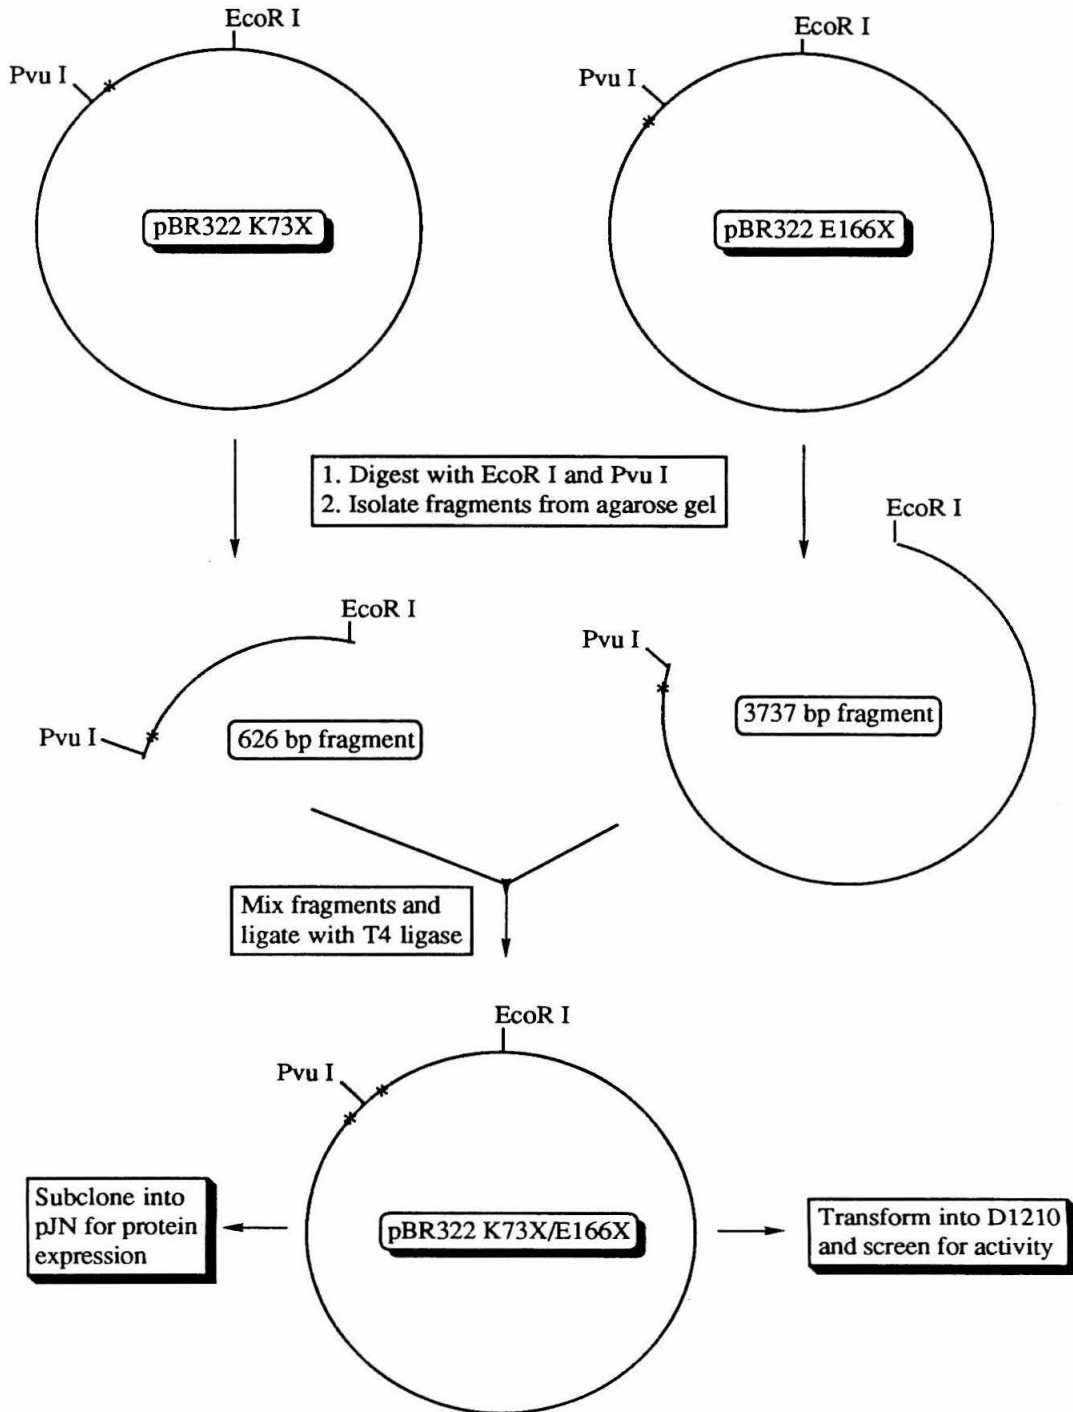 EcoR I
EcoR I
Pvu I
*
Pvu I
*
pBR322 K73X
pBR322 E166X
1. Digest with EcoR I and Pvu I
2. Isolate fragments from agarose gel
EcoR I
EcoR I
Pvu I
*
Pvu I
*
626 bp fragment
3737 bp fragment
Mix fragments and
ligate with T4 ligase
EcoR I
Pvu I
*
*
Subclone into
pJN for protein
expression
pBR322 K73X/E166X
Transform into D1210
and screen for activity